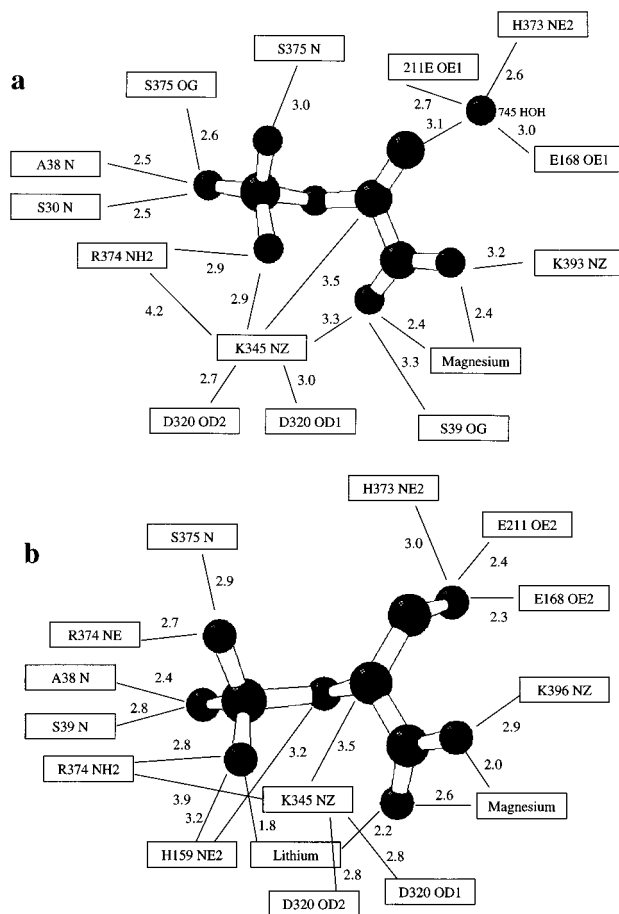 a
H373 NE2
S375 N
211E OE1
2.6
S375 OG
2.7
745 HOH
3.0
3.1
3.0
2.6
E168 OE1
A38 N
2.5
S30 N
2.5
R374 NH2
2.9
3.2
K393 NZ
4.2
2.9
3.5
3.3
2.4
2.4
K345 NZ
Magnesium
2.7
3.0
3.3
D320 OD2
D320 OD1
S39 OG
b
H373 NE2
S375 N
3.0
E211 OE2
2.4
2.9
E168 OE2
2.3
R374 NE
2.7
A38 N
2.4
K396 NZ
S39 N
2.8
2.9
2.8
3.2
3.5
2.0
R374 NH2
3.9
K345 NZ
2.6
Magnesium
3.2
1.8
2.2
H159 NE2
Lithium
2.8
2.8
D320 OD2
D320 OD1